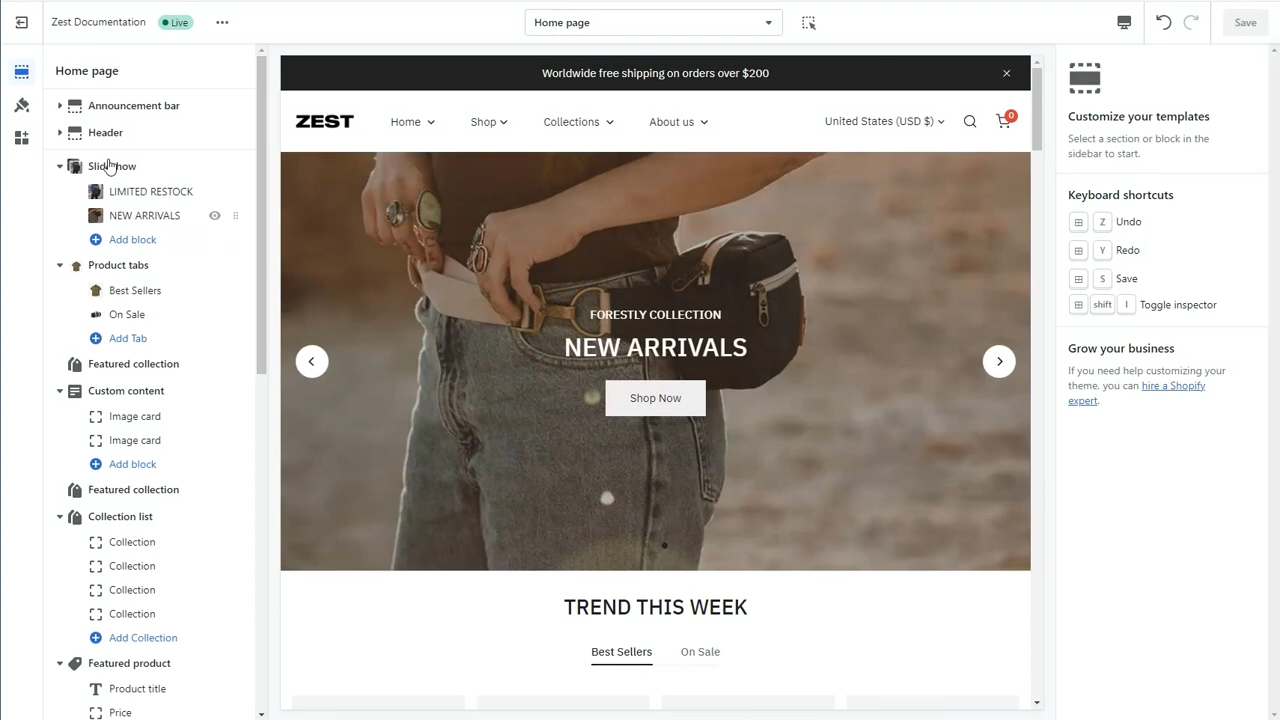 Zest Documentation
Live
Home page
Save
Home page
Announcement bar
Header
Slideshow
LIMITED RESTOCK
NEW ARRIVALS
Add block
Product tabs
Best Sellers
On Sale
Add Tab
Featured collection
Custom content
Image card
Image card
Add block
Featured collection
Collection list
Collection
Collection
Collection
Collection
Add Collection
Featured product
Product title
Price
Worldwide free shipping on orders over $200
ZEST
Home
Shop
Collections
About us
United States (USD $)
0
FORESTLY COLLECTION
NEW ARRIVALS
Shop Now
TREND THIS WEEK
Best Sellers
On Sale
Customize your templates
Select a section or block in the
sidebar to start.
Keyboard shortcuts
Z Undo
Y Redo
S Save
shift I Toggle inspector
Grow your business
If you need help customizing your
theme, you can hire a Shopify
expert.